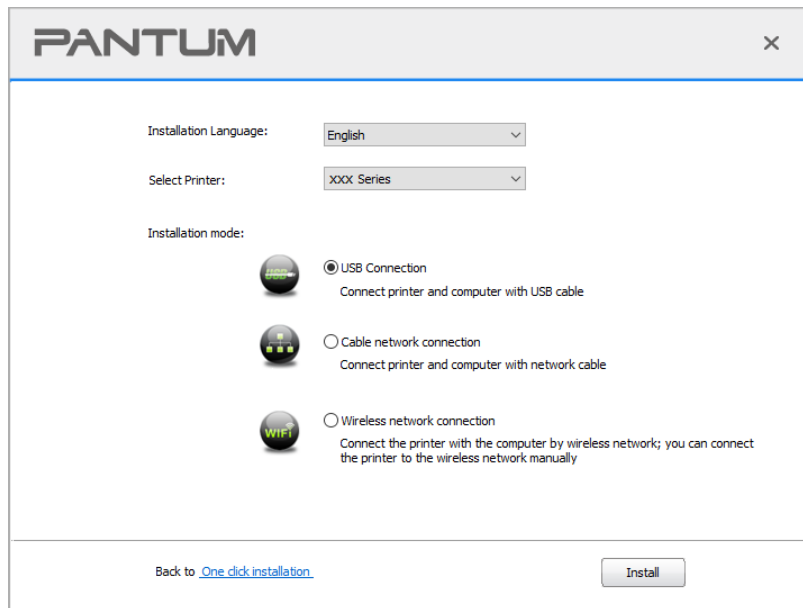 PANTUM
Installation Language:
English
Select Printer:
XXX Series
Installation mode:
USB
USB Connection
Connect printer and computer with USB cable
Cable network connection
Connect printer and computer with network cable
WIFI
Wireless network connection
Connect the printer with the computer by wireless network; you can connect
the printer to the wireless network manually
Back to One click installation
Install